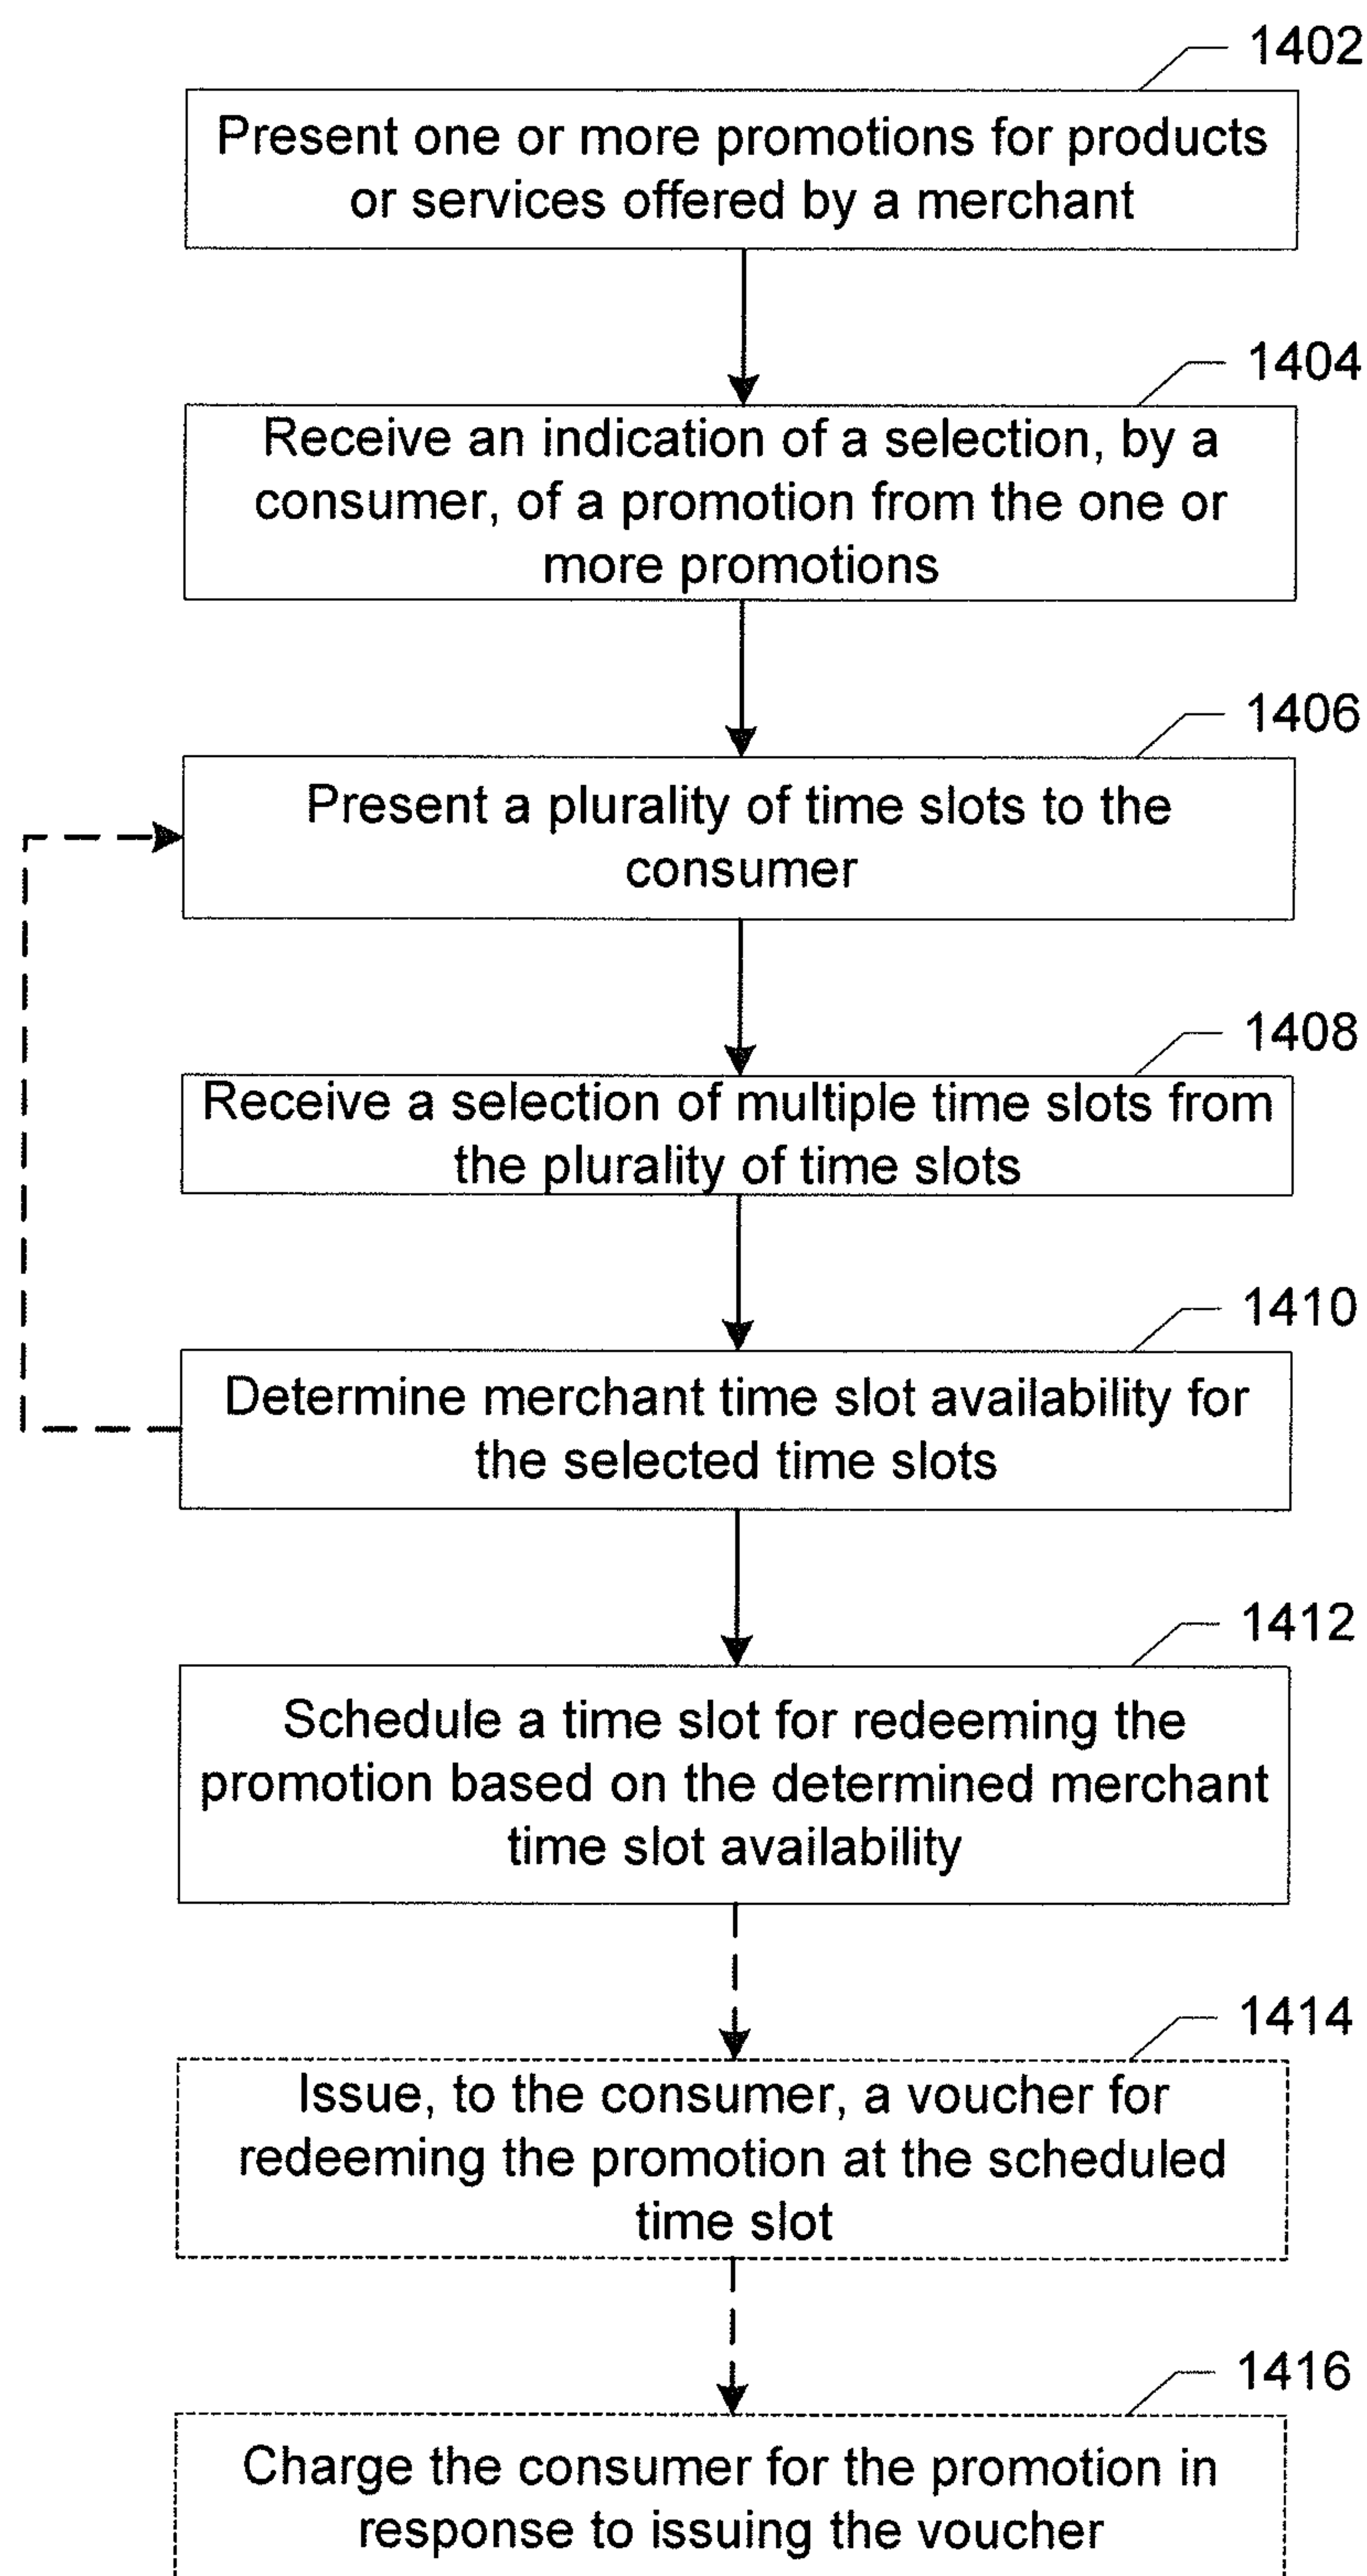 1402
Present one or more promotions for products
or services offered by a merchant
1404
Receive an indication of a selection, by a
consumer, of a promotion from the one or
more promotions
1406
Present a plurality of time slots to the
consumer
1408
Receive a selection of multiple time slots from
the plurality of time slots
1410
Determine merchant time slot availability for
the selected time slots
1412
Schedule a time slot for redeeming the
promotion based on the determined merchant
time slot availability
1414
Issue, to the consumer, a voucher for
redeeming the promotion at the scheduled
time slot
1416
Charge the consumer for the promotion in
response to issuing the voucher